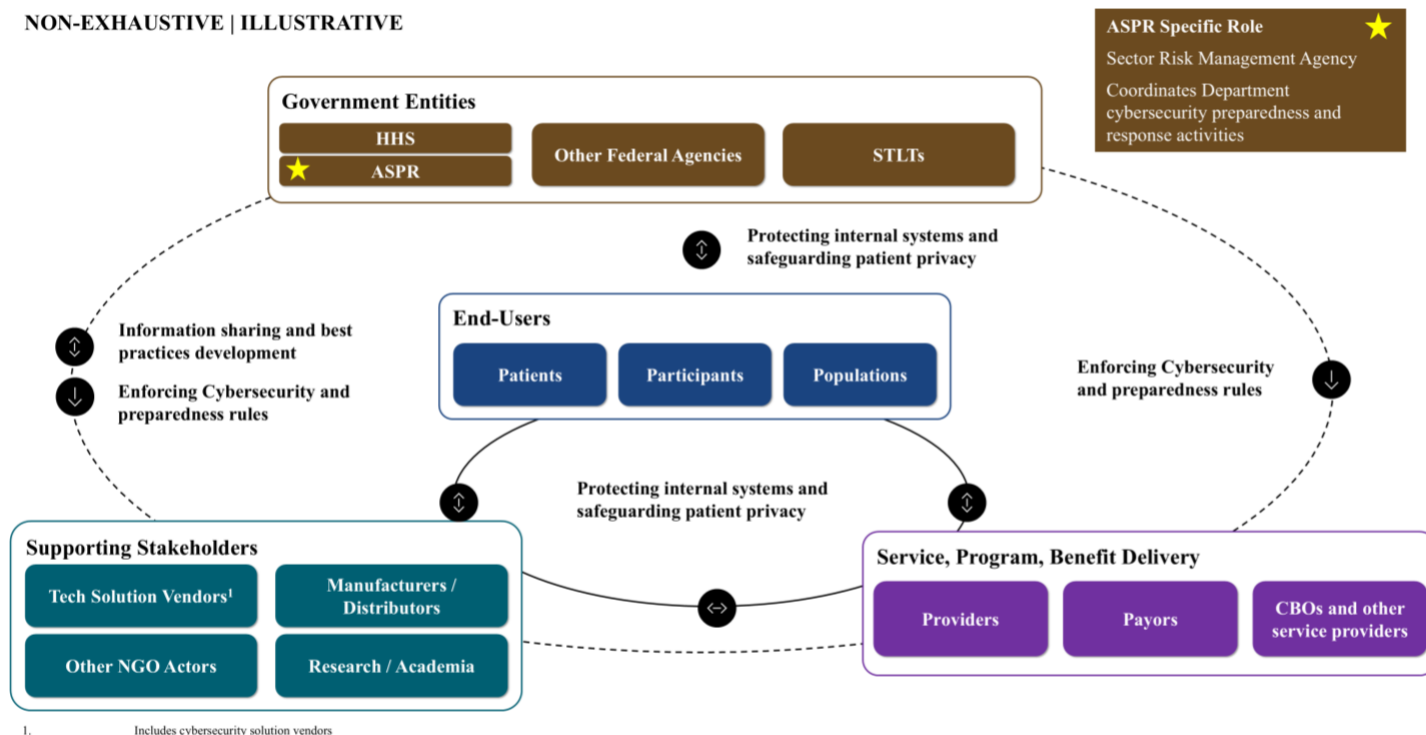 NON-EXHAUSTIVE | ILLUSTRATIVE
ASPR Specific Role
Sector Risk Management Agency
Coordinates Department
cybersecurity preparedness and
response activities
Government Entities
HHS
ASPR
Other Federal Agencies
STLTs
Protecting internal systems and
safeguarding patient privacy
End-Users
Patients
Participants
Populations
Information sharing and best
practices development
Enforcing Cybersecurity and
preparedness rules
Enforcing Cybersecurity
and preparedness rules
Protecting internal systems and
safeguarding patient privacy
Supporting Stakeholders
Tech Solution Vendors¹
Manufacturers /
Distributors
Other NGO Actors
Research / Academia
Service, Program, Benefit Delivery
Providers
Payors
CBOs and other
service providers
1. Includes cybersecurity solution vendors